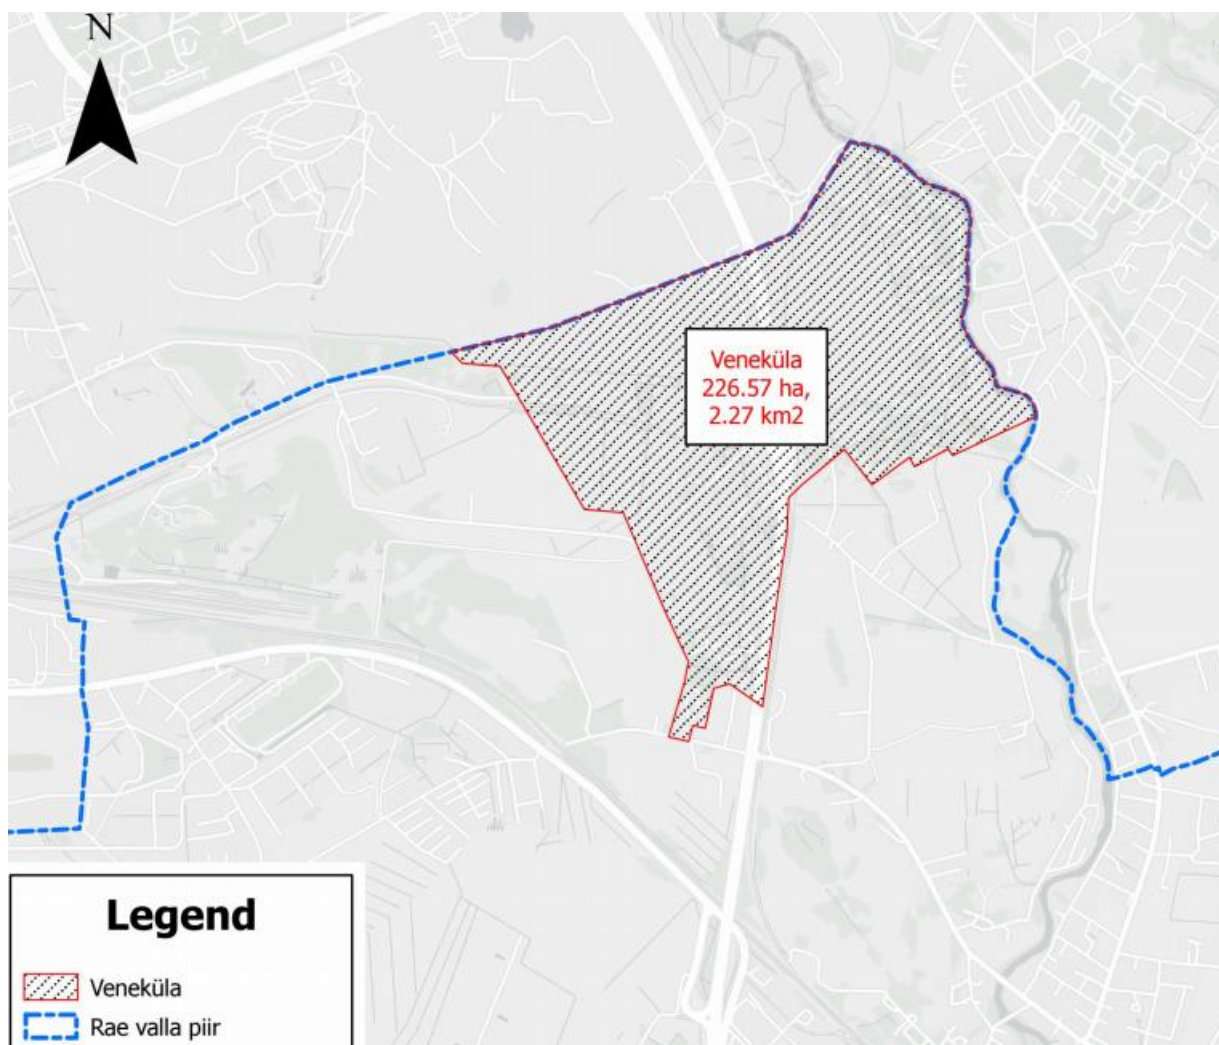 N
Veneküla
226.57 ha,
2.27 km2
Legend
Veneküla
Rae valla piir